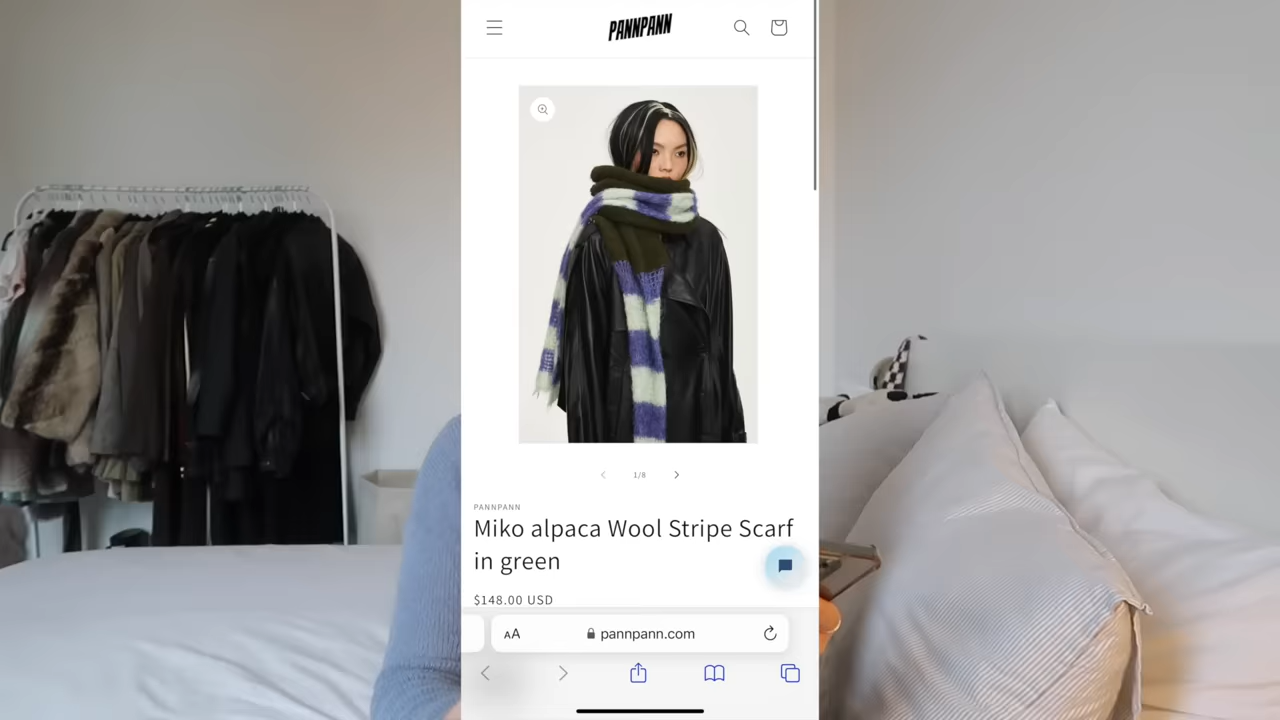 PANNPANN
1/8
PANNPANN
Miko alpaca Wool Stripe Scarf
in green
$148.00 USD
AA
pannpann.com